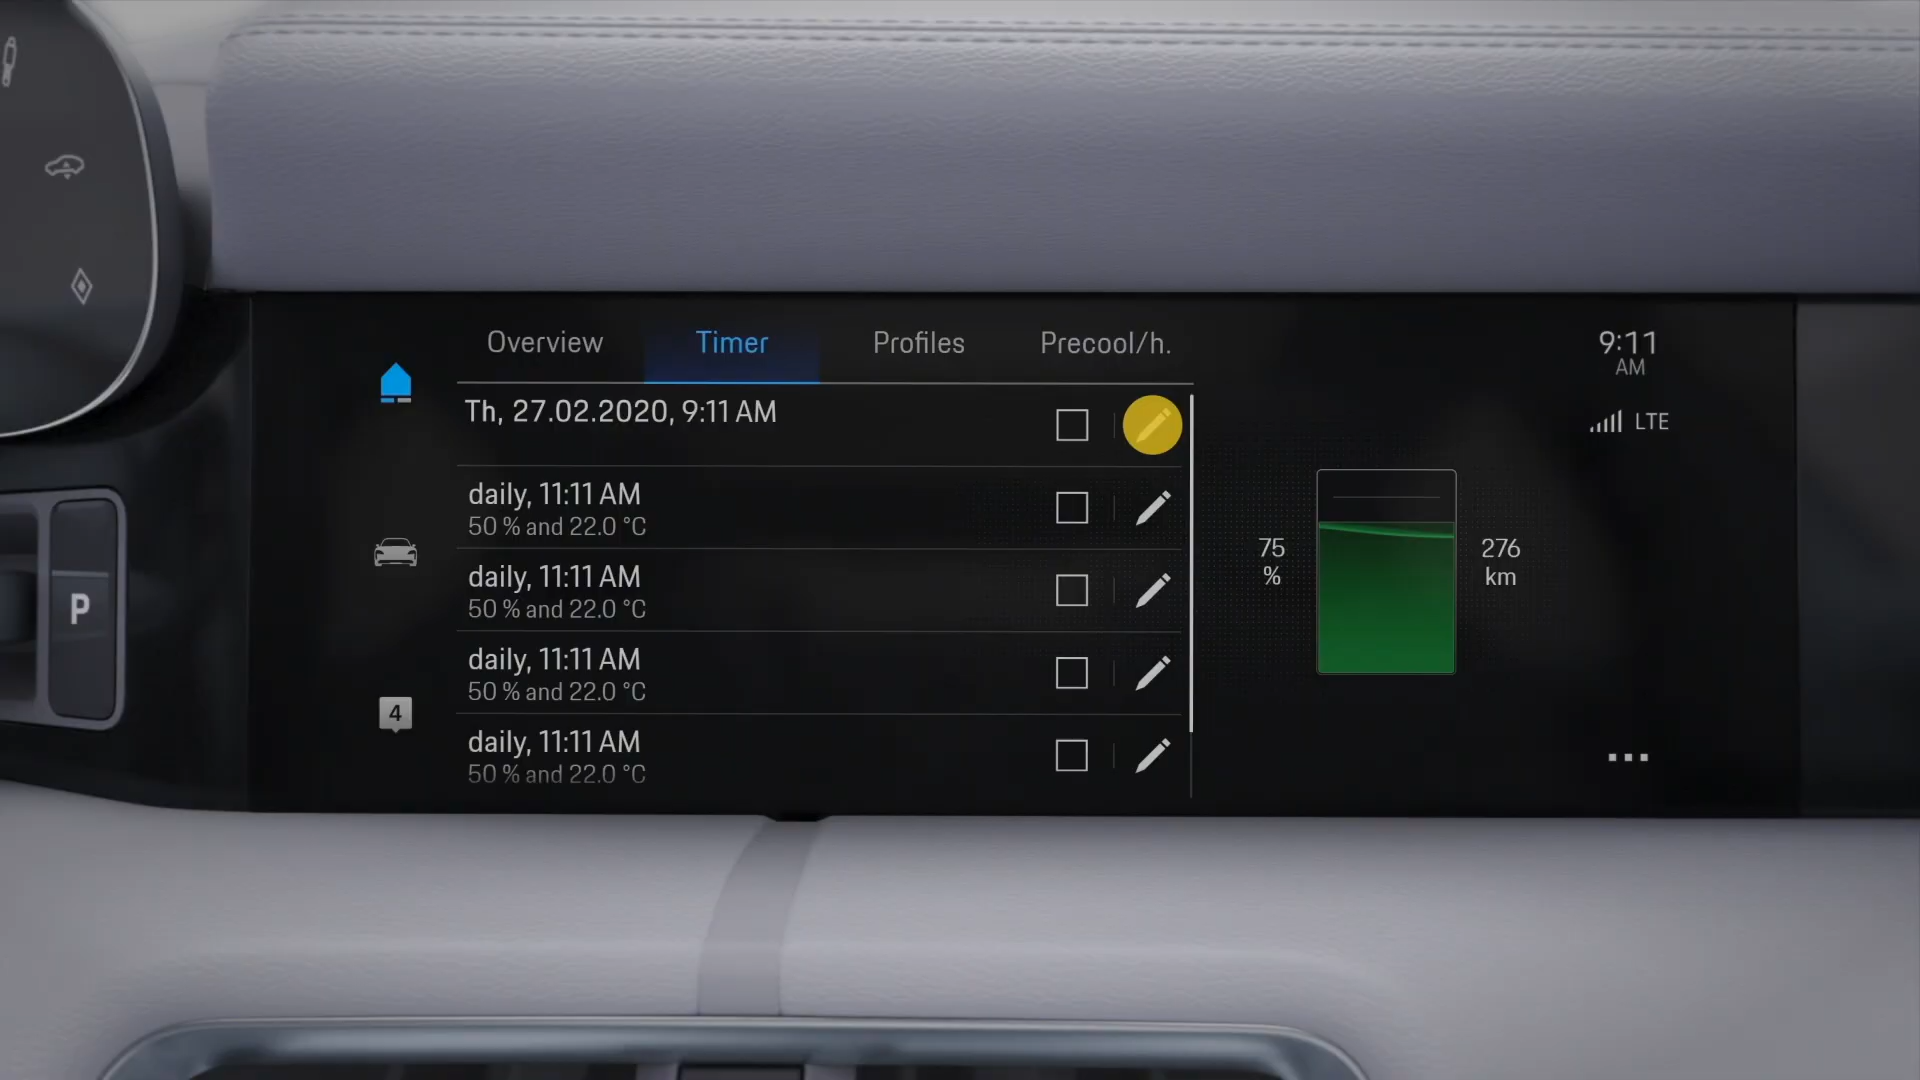 Overview Timer Profiles Precool/h.
9:11
AM
LTE
Th, 27.02.2020, 9:11 AM
daily, 11:11 AM
50 % and 22.0 °C
daily, 11:11 AM
50 % and 22.0 °C
daily, 11:11 AM
50 % and 22.0 °C
daily, 11:11 AM
50 % and 22.0 °C
75
%
276
km
4
P